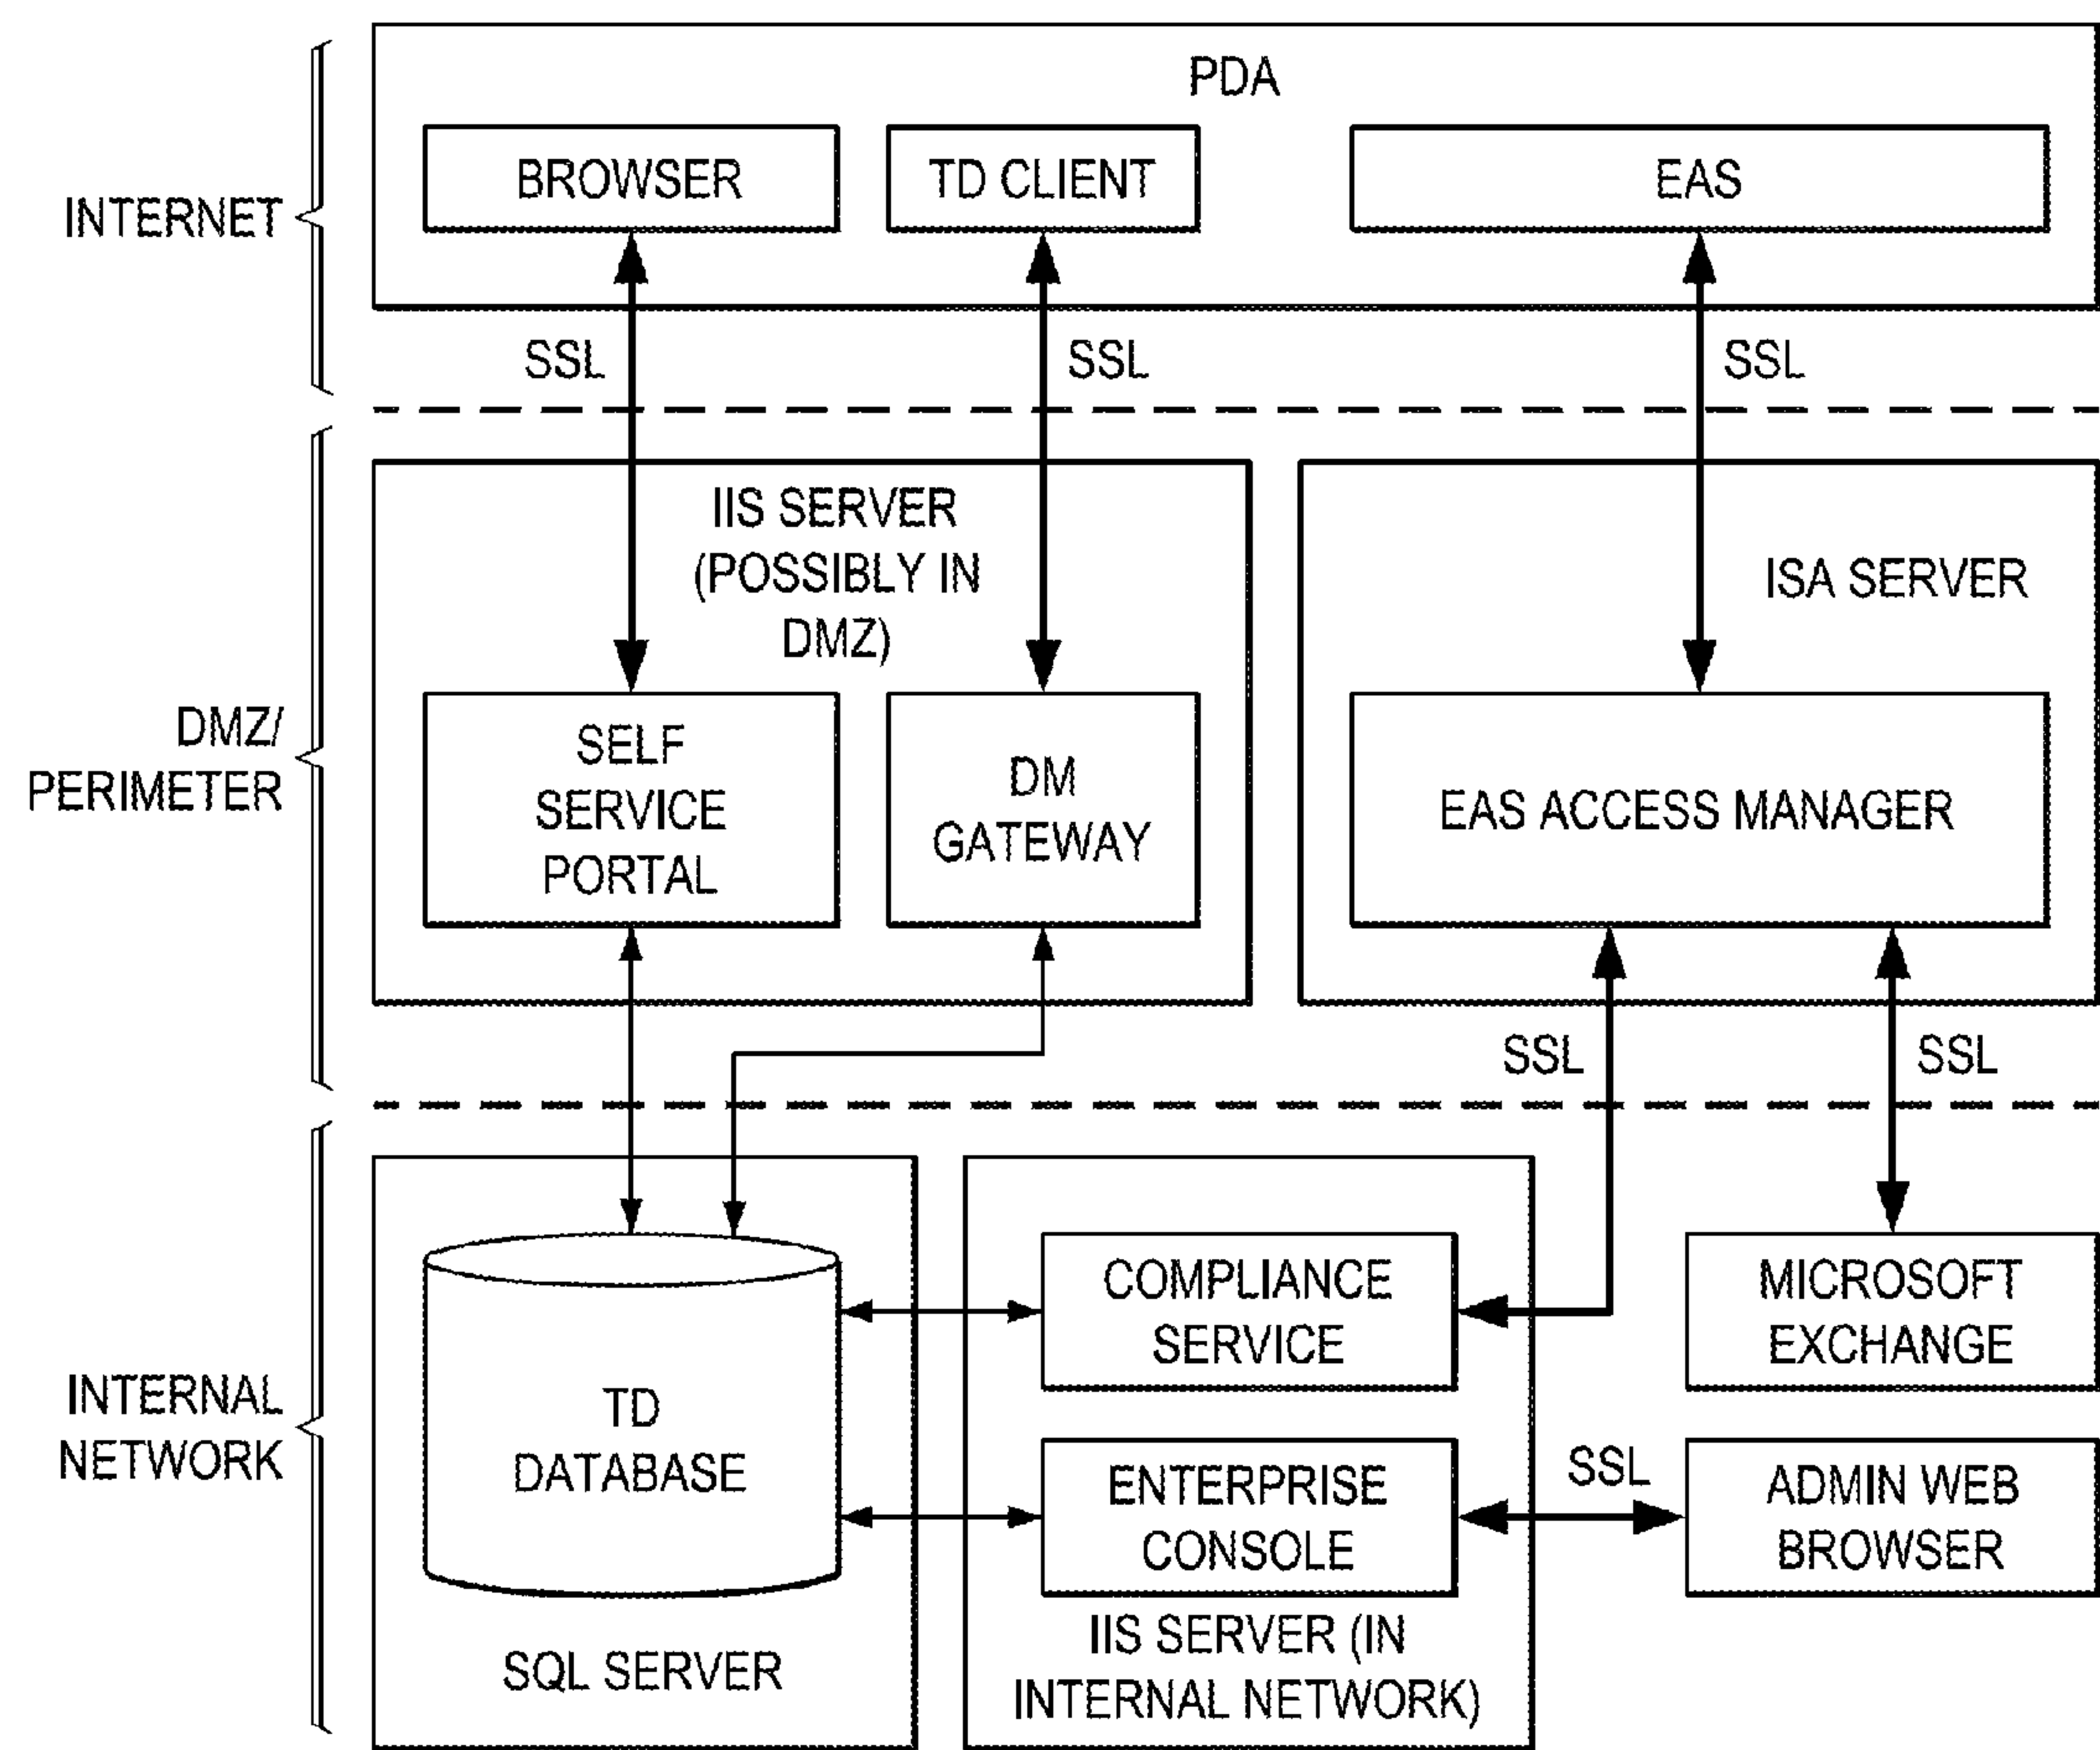 PDA
BROWSER
TD CLIENT
EAS
INTERNET
SSL
SSL
SSL
IIS SERVER
(POSSIBLY IN
DMZ)
ISA SERVER
DMZ/
PERIMETER
SELF
SERVICE
PORTAL
DM
GATEWAY
EAS ACCESS MANAGER
SSL
SSL
INTERNAL
NETWORK
TD
DATABASE
SQL SERVER
COMPLIANCE
SERVICE
MICROSOFT
EXCHANGE
ENTERPRISE
CONSOLE
SSL
ADMIN WEB
BROWSER
IIS SERVER (IN
INTERNAL NETWORK)